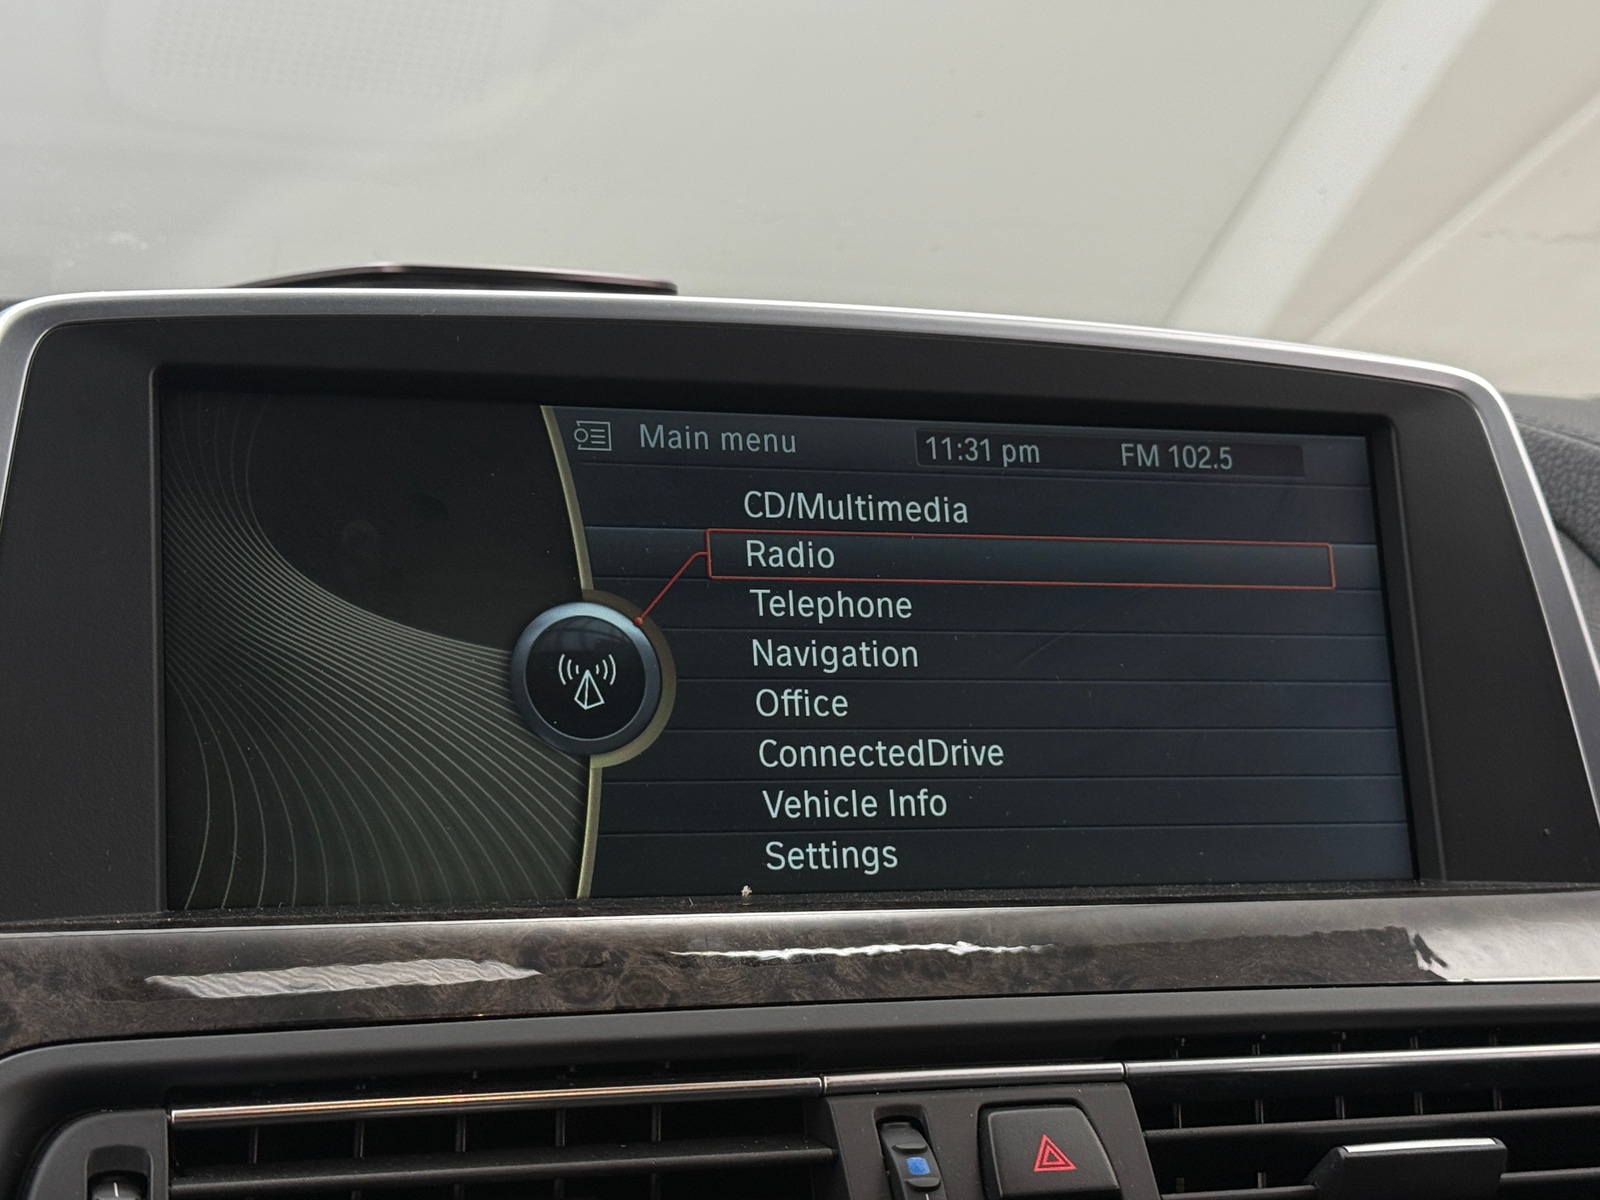 Main menu 11:31 pm FM 102.5
CD/Multimedia
Radio
Telephone
Navigation
Office
ConnectedDrive
Vehicle Info
Settings